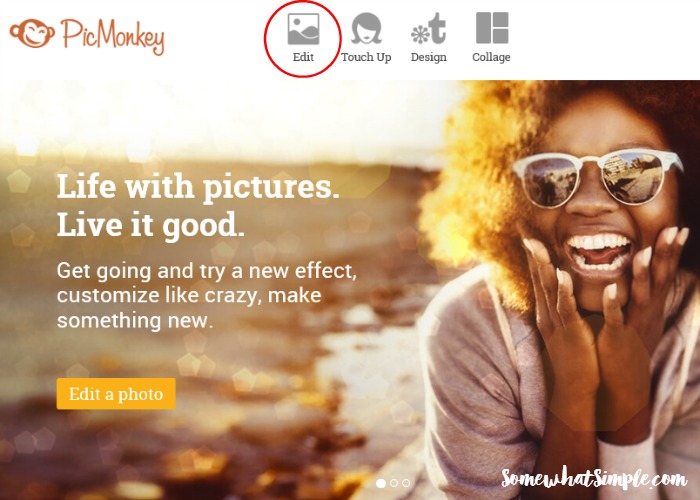 PicMonkey
Edit
Touch Up
Design
Collage
Life with pictures.
Live it good.
Get going and try a new effect,
customize like crazy, make
something new.
Edit a photo
SomewhatSimple.com